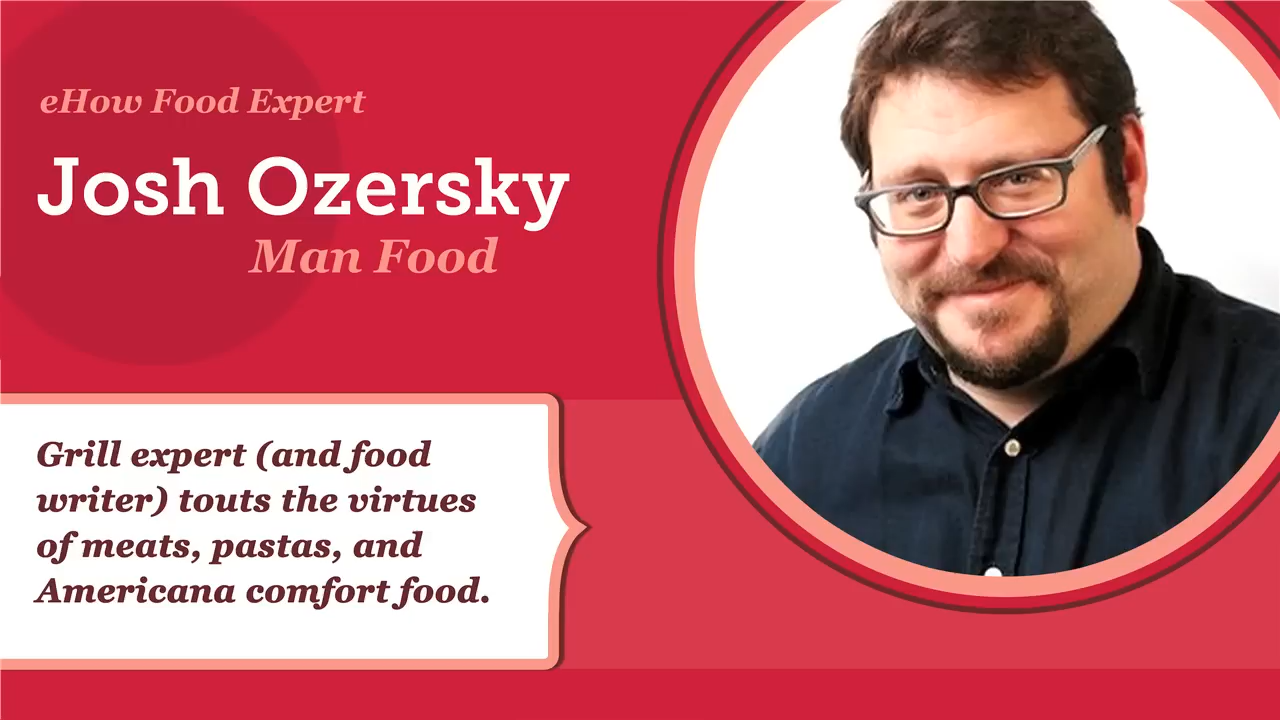 eHow Food Expert
Josh Ozersky
Man Food
Grill expert (and food
writer) touts the virtues
of meats, pastas, and
Americana comfort food.